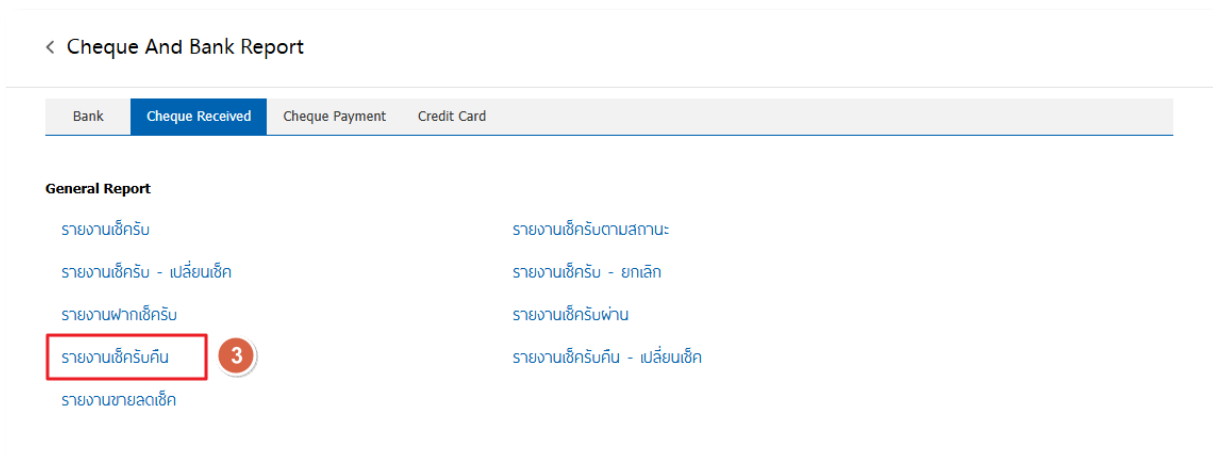 < Cheque And Bank Report
Bank Cheque Received Cheque Payment Credit Card
General Report
รายงานเช็ครับ รายงานเช็ครับตามสถานะ
รายงานเช็ครับ - เปลี่ยนเช็ค รายงานเช็ครับ - ยกเลิก
รายงานฝากเช็ครับ รายงานเช็ครับผ่าน
รายงานเช็ครับคืน 3 รายงานเช็ครับคืน - เปลี่ยนเช็ค
รายงานขายลดเช็ค